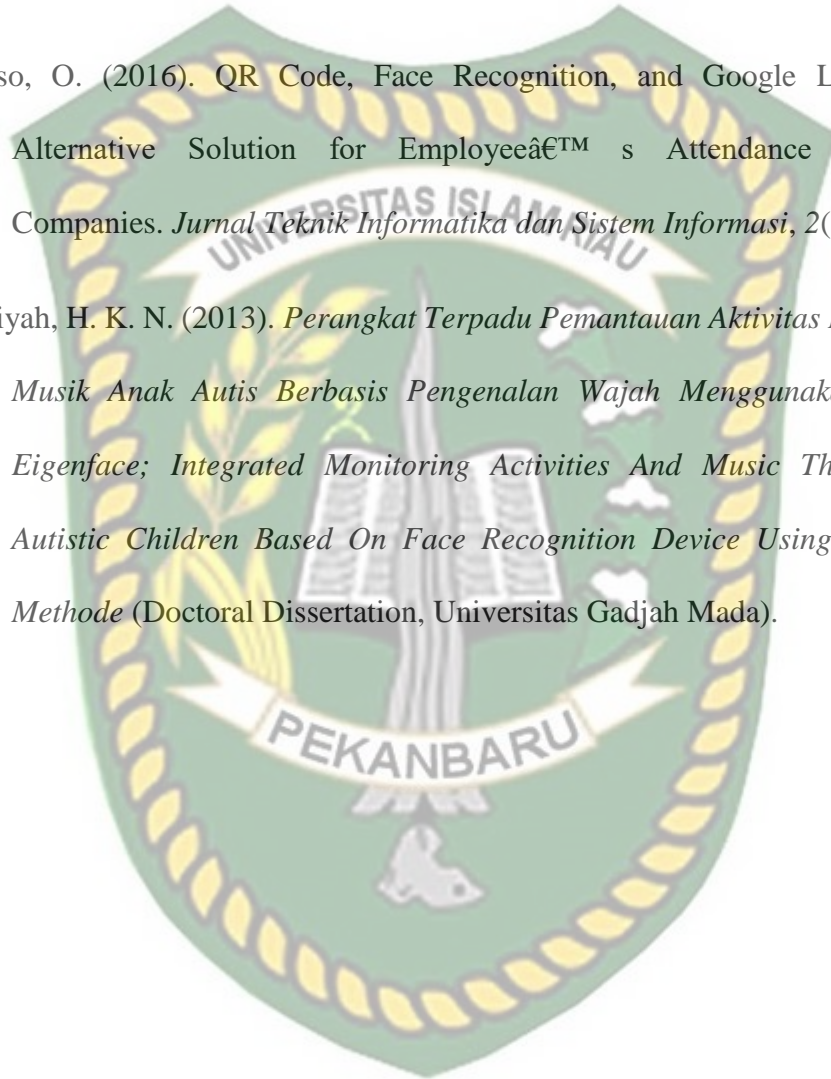 so, O. (2016). QR Code, Face Recognition, and Google L
Alternative Solution for Employeeâ€™ s Attendance
Companies. Jurnal Teknik Informatika dan Sistem Informasi, 2(
UNIVERSITAS ISLAM RIAU
iyah, H. K. N. (2013). Perangkat Terpadu Pemantauan Aktivitas
Musik Anak Autis Berbasis Pengenalan Wajah Menggunak
Eigenface; Integrated Monitoring Activities And Music Th
Autistic Children Based On Face Recognition Device Using
Methode (Doctoral Dissertation, Universitas Gadjah Mada).
PEKANBARU